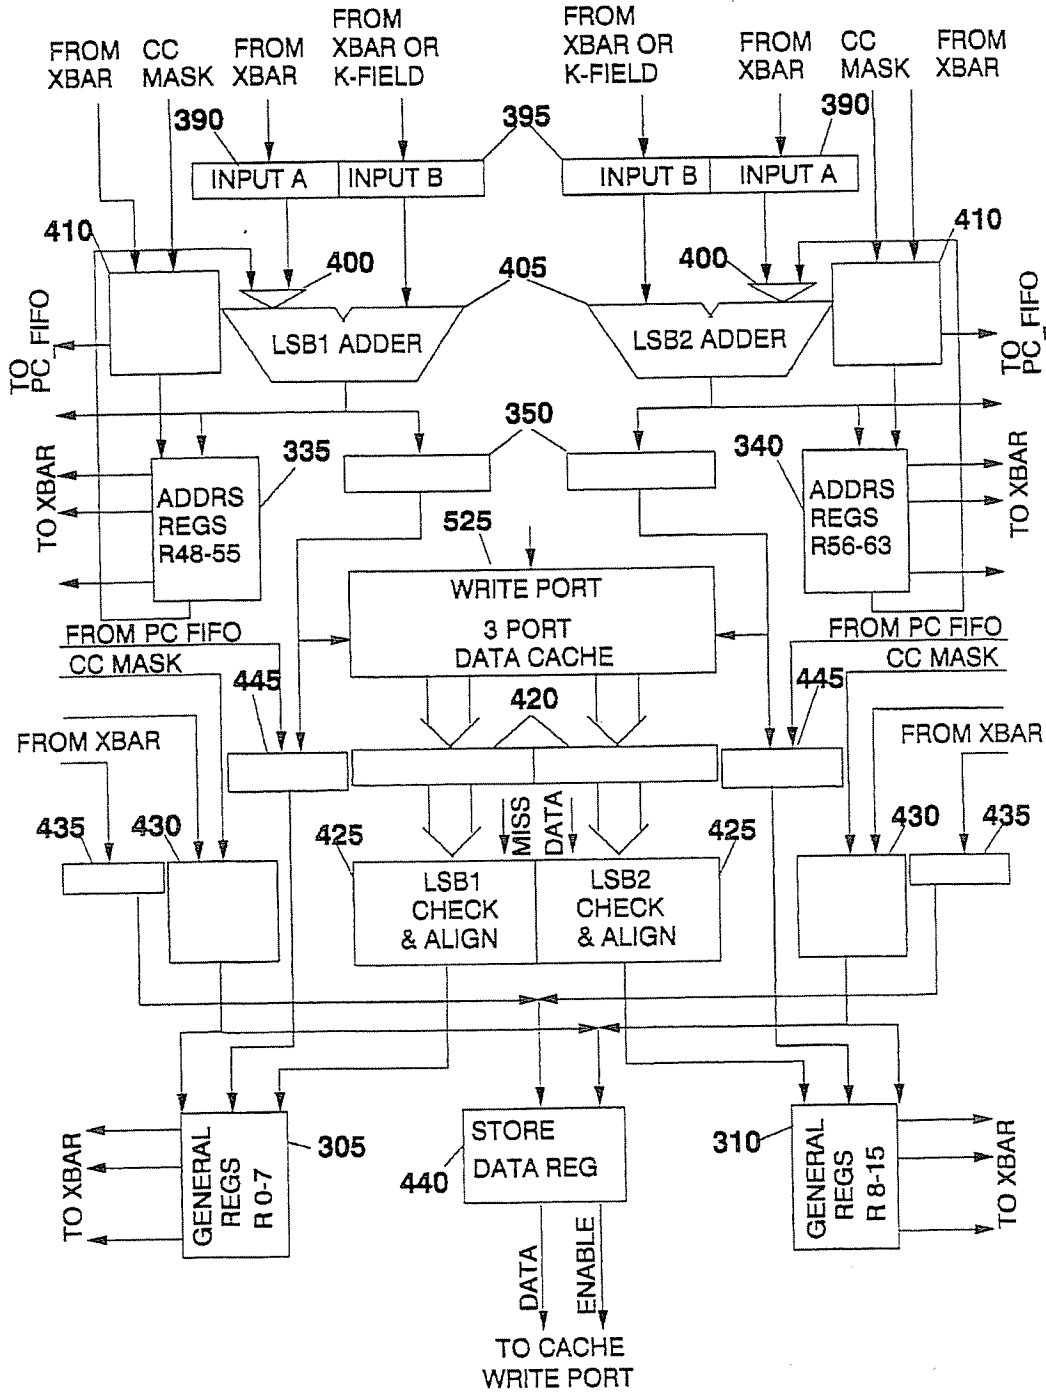 FROM
XBAR
CC
MASK
FROM
XBAR
FROM
XBAR OR
K-FIELD
FROM
XBAR OR
K-FIELD
FROM
XBAR
CC
MASK
FROM
XBAR
390
395
390
INPUT A
INPUT B
INPUT B
INPUT A
410
400
405
400
410
LSB1 ADDER
LSB2 ADDER
TO
PC_FIFO
TO
PC_FIFO
350
335
340
TO XBAR
ADDRS
REGS
R48-55
ADDRS
REGS
R56-63
TO XBAR
525
WRITE PORT
3 PORT
DATA CACHE
FROM PC FIFO
CC MASK
FROM PC FIFO
CC MASK
445
420
445
FROM XBAR
FROM XBAR
MISS
DATA
435
430
425
425
430
435
LSB1
CHECK
& ALIGN
LSB2
CHECK
& ALIGN
TO XBAR
GENERAL
REGS
R 0-7
305
STORE
DATA REG
440
310
GENERAL
REGS
R 8-15
TO XBAR
DATA
ENABLE
TO CACHE
WRITE PORT